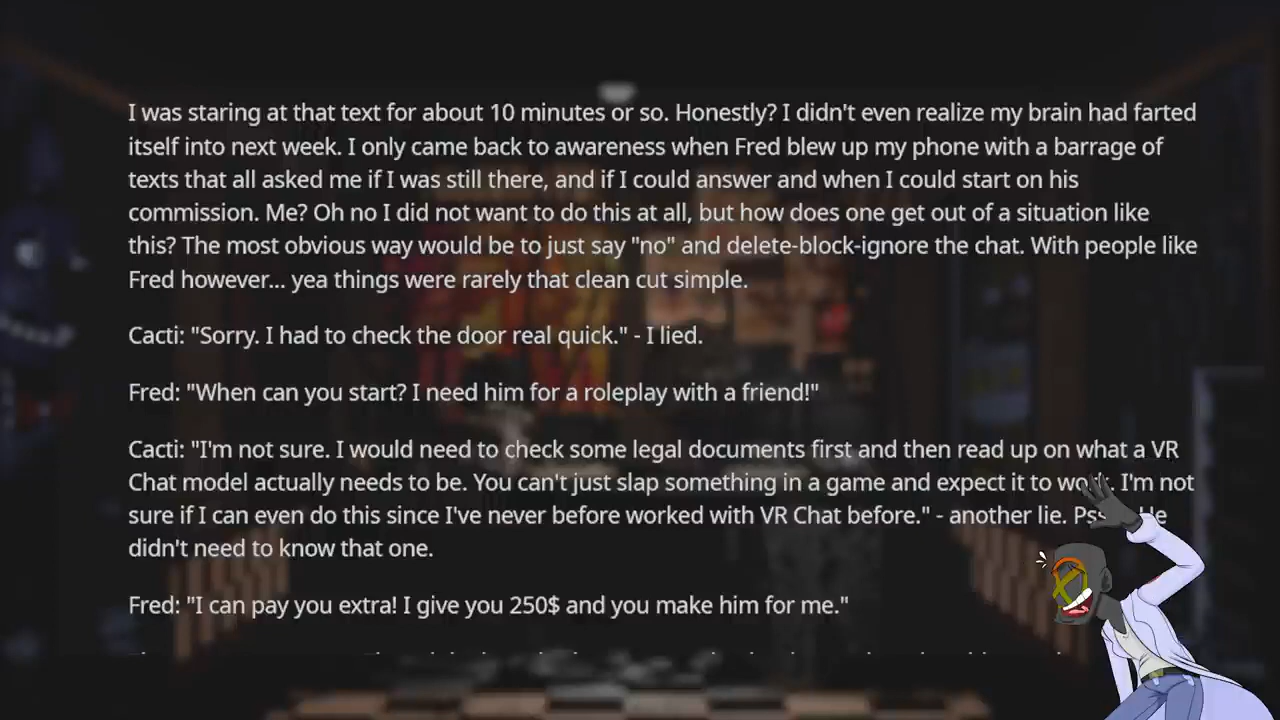 I was staring at that text for about 10 minutes or so. Honestly? I didn't even realize my brain had farted
itself into next week. I only came back to awareness when Fred blew up my phone with a barrage of
texts that all asked me if I was still there, and if I could answer and when I could start on his
commission. Me? Oh no I did not want to do this at all, but how does one get out of a situation like
this? The most obvious way would be to just say "no" and delete-block-ignore the chat. With people like
Fred however... yea things were rarely that clean cut simple.
Cacti: "Sorry. I had to check the door real quick." - I lied.
Fred: "When can you start? I need him for a roleplay with a friend!"
Cacti: "I'm not sure. I would need to check some legal documents first and then read up on what a VR
Chat model actually needs to be. You can't just slap something in a game and expect it to work. I'm not
sure if I can even do this since I've never before worked with VR Chat before." - another lie.
didn't need to know that one.
Fred: "I can pay you extra! I give you 250$ and you make him for me."